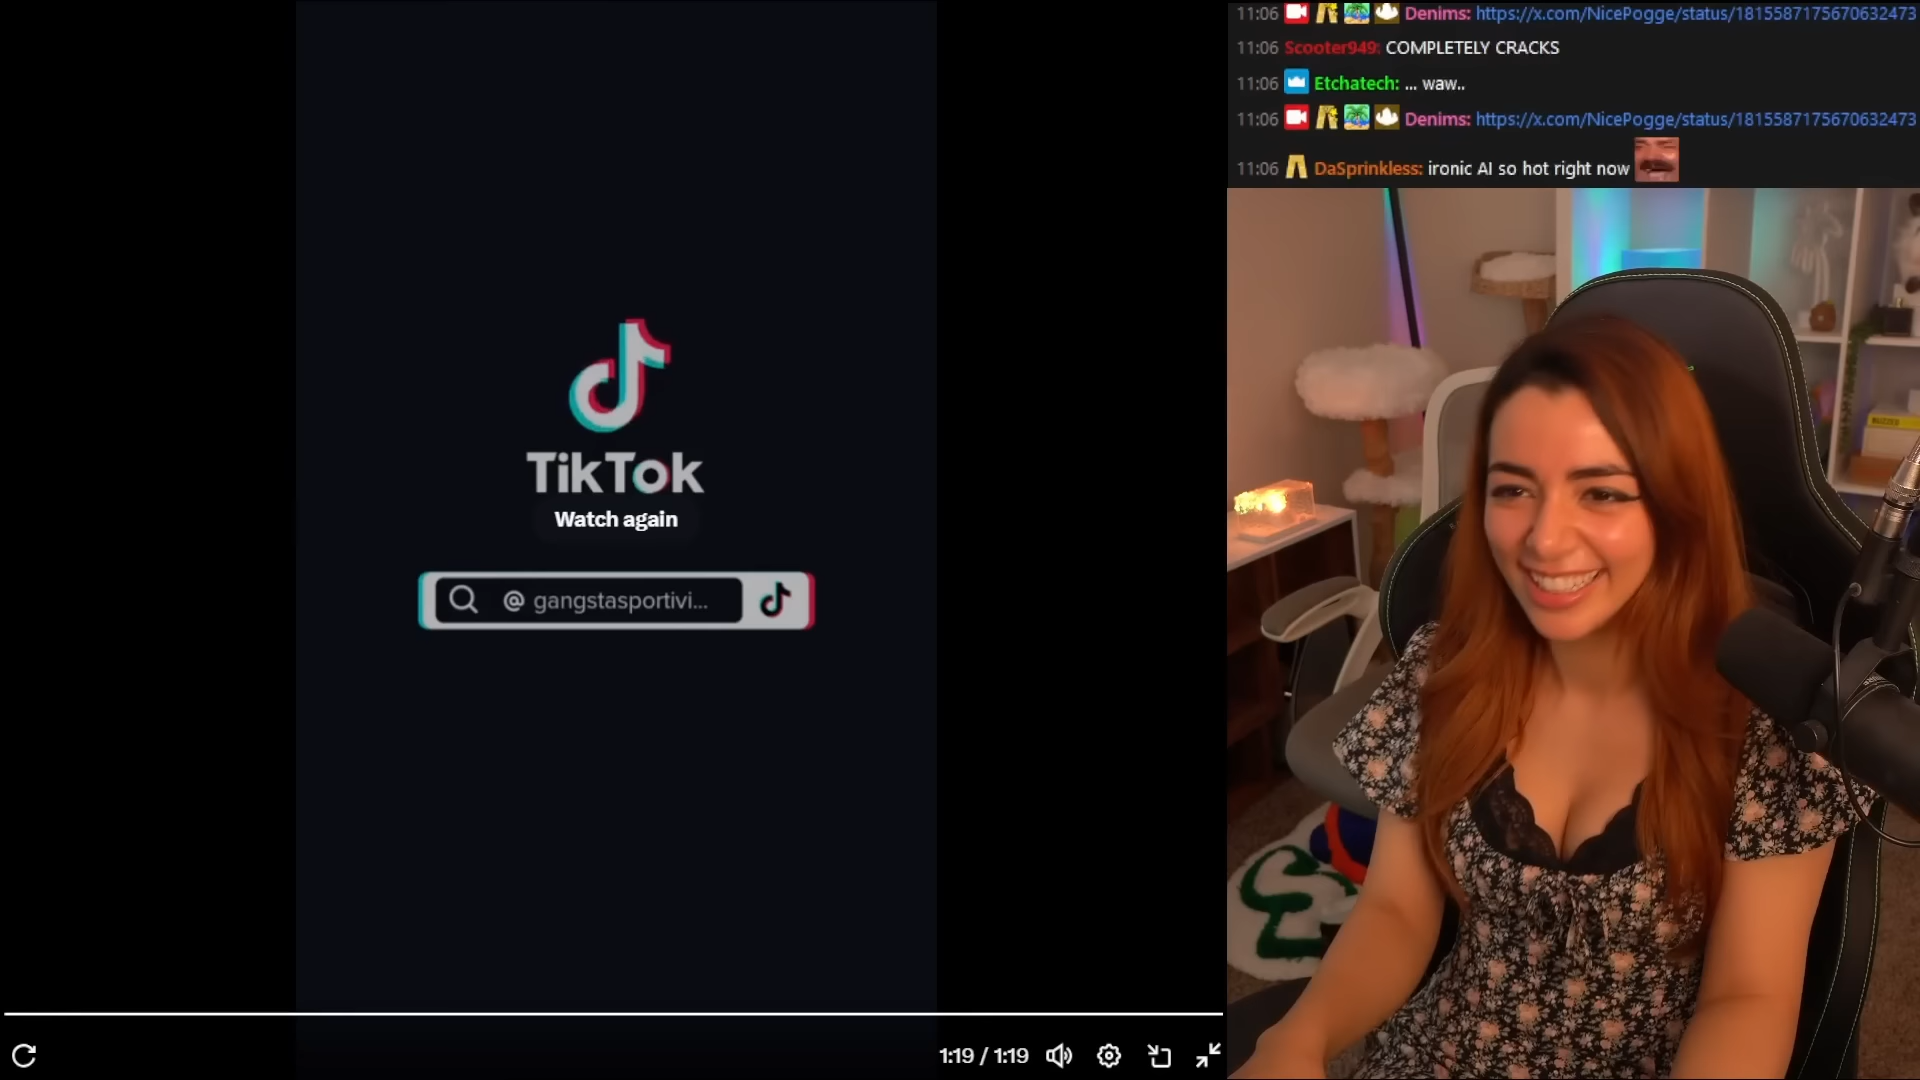 11:06 Denims: https://x.com/NicePogge/status/1815587175670632473
11:06 Scooter949: COMPLETELY CRACKS
11:06 Etchatech: ... waw..
11:06 Denims: https://x.com/NicePogge/status/1815587175670632473
11:06 DaSprinkless: ironic AI so hot right now
TikTok
Watch again
@ gangstasportivi...
1:19 / 1:19